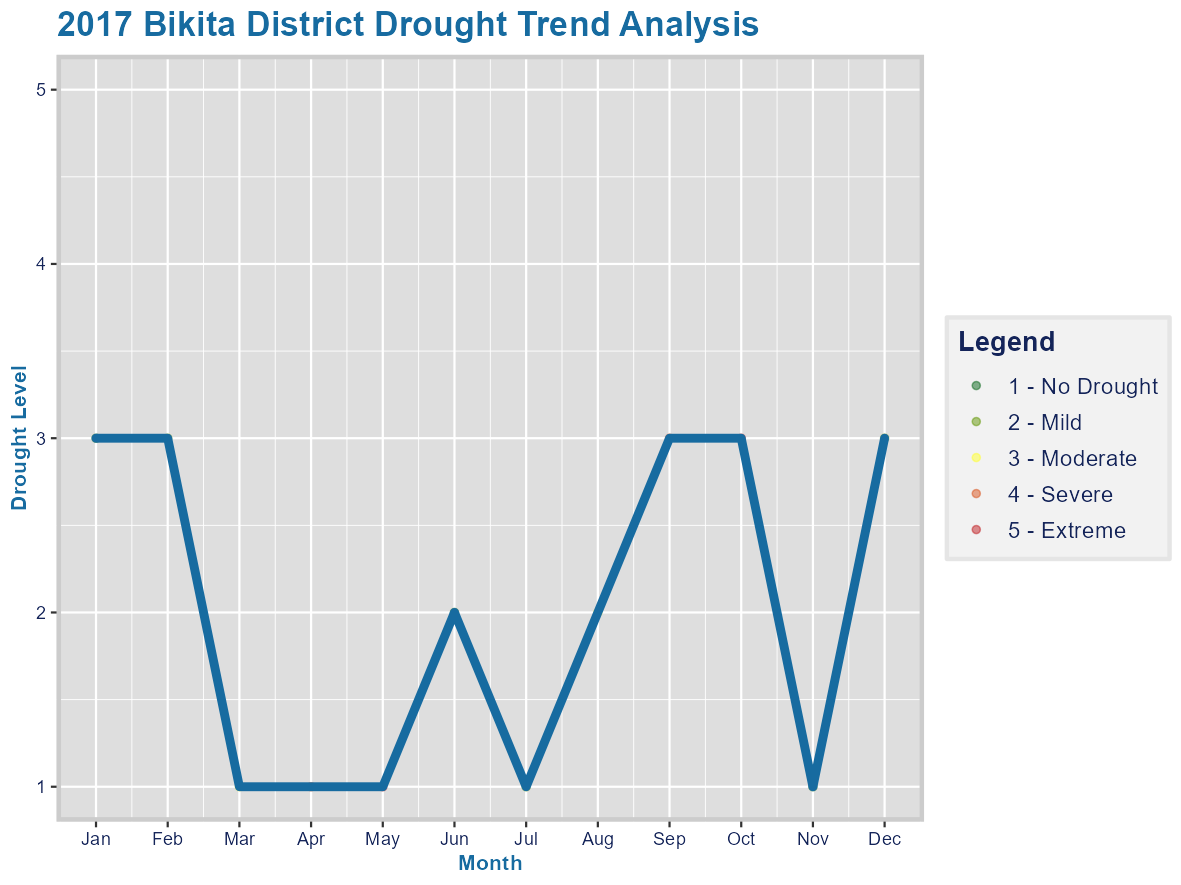 2017 Bikita District Drought Trend Analysis
Drought Level
5
4
3
2
1
Jan Feb Mar Apr May Jun Jul Aug Sep Oct Nov Dec
Month
Legend
1 - No Drought
2 - Mild
3 - Moderate
4 - Severe
5 - Extreme